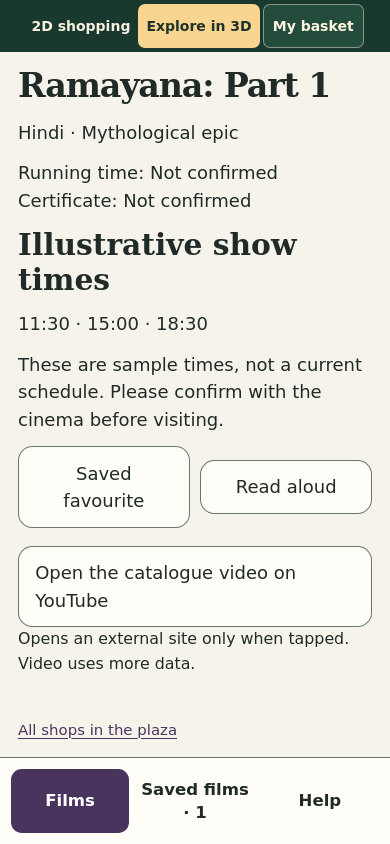 2D shopping Explore in 3D My basket
Ramayana: Part 1
Hindi · Mythological epic
Running time: Not confirmed
Certificate: Not confirmed
Illustrative show
times
11:30 · 15:00 · 18:30
These are sample times, not a current
schedule. Please confirm with the
cinema before visiting.
Saved
favourite
Read aloud
Open the catalogue video on
YouTube
Opens an external site only when tapped.
Video uses more data.
All shops in the plaza
Films
Saved films
· 1
Help